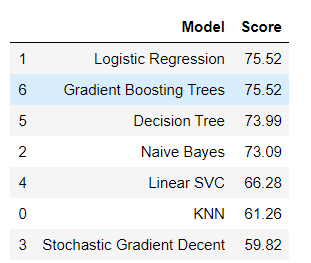 Model Score
1 Logistic Regression 75.52
6 Gradient Boosting Trees 75.52
5 Decision Tree 73.99
2 Naive Bayes 73.09
4 Linear SVC 66.28
0 KNN 61.26
3 Stochastic Gradient Decent 59.82